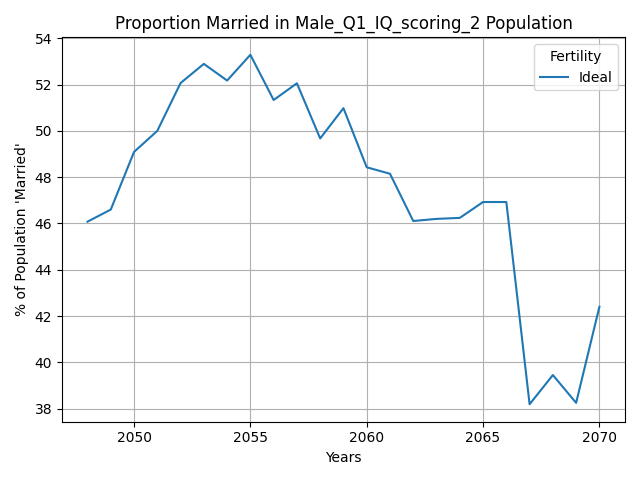 Proportion Married in Male_Q1_IQ_scoring_2 Population
Fertility
Ideal
% of Population 'Married'
54
52
50
48
46
44
42
40
38
2050
2055
2060
2065
2070
Years